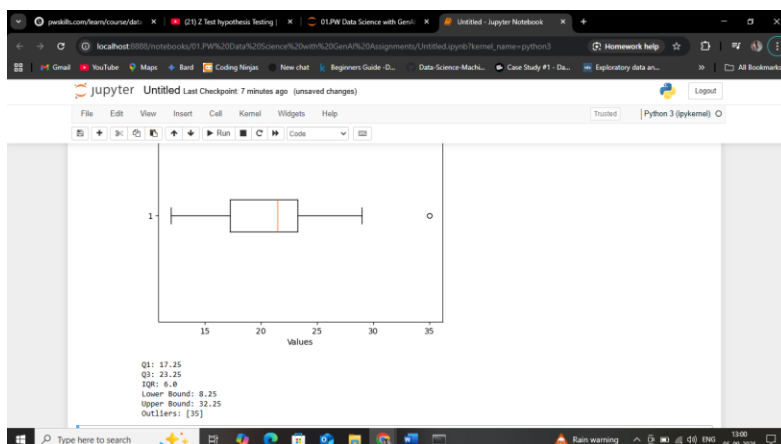 pwskills.com/learn/course/data
(21) Z Test hypothesis Testing |
01.PW Data Science with GenAI
Untitled - Jupyter Notebook
localhost:8888/notebooks/01.PW%20Data%20Science%20with%20GenAI%20Assignments/Untitled.ipynb?kernel_name=python3
Homework help
Gmail
YouTube
Maps
Bard
Coding Ninjas
New chat
Beginners Guide -D...
Data-Science-Machi...
Case Study #1 - Da...
Exploratory data an...
All Bookmarks
jupyter Untitled Last Checkpoint: 7 minutes ago (unsaved changes)
Logout
File Edit View Insert Cell Kernel Widgets Help
Trusted
Python 3 (ipykernel)
Run
Code
1
15 20 25 30 35
Values
Q1: 17.25
Q3: 23.25
IQR: 6.0
Lower Bound: 8.25
Upper Bound: 32.25
Outliers: [35]
Type here to search
Rain warning
ENG
13:00